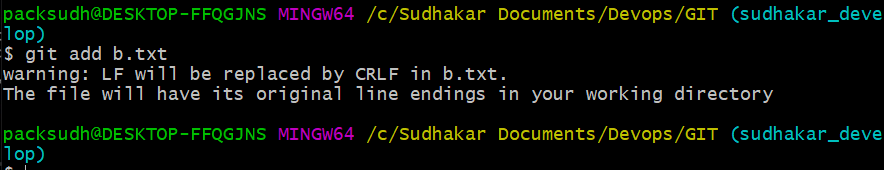 packsudh@DESKTOP-FFQGJNS MINGW64 /c/Sudhakar Documents/Devops/GIT (sudhakar_deve
lop)
$ git add b.txt
warning: LF will be replaced by CRLF in b.txt.
The file will have its original line endings in your working directory
packsudh@DESKTOP-FFQGJNS MINGW64 /c/Sudhakar Documents/Devops/GIT (sudhakar_deve
lop)